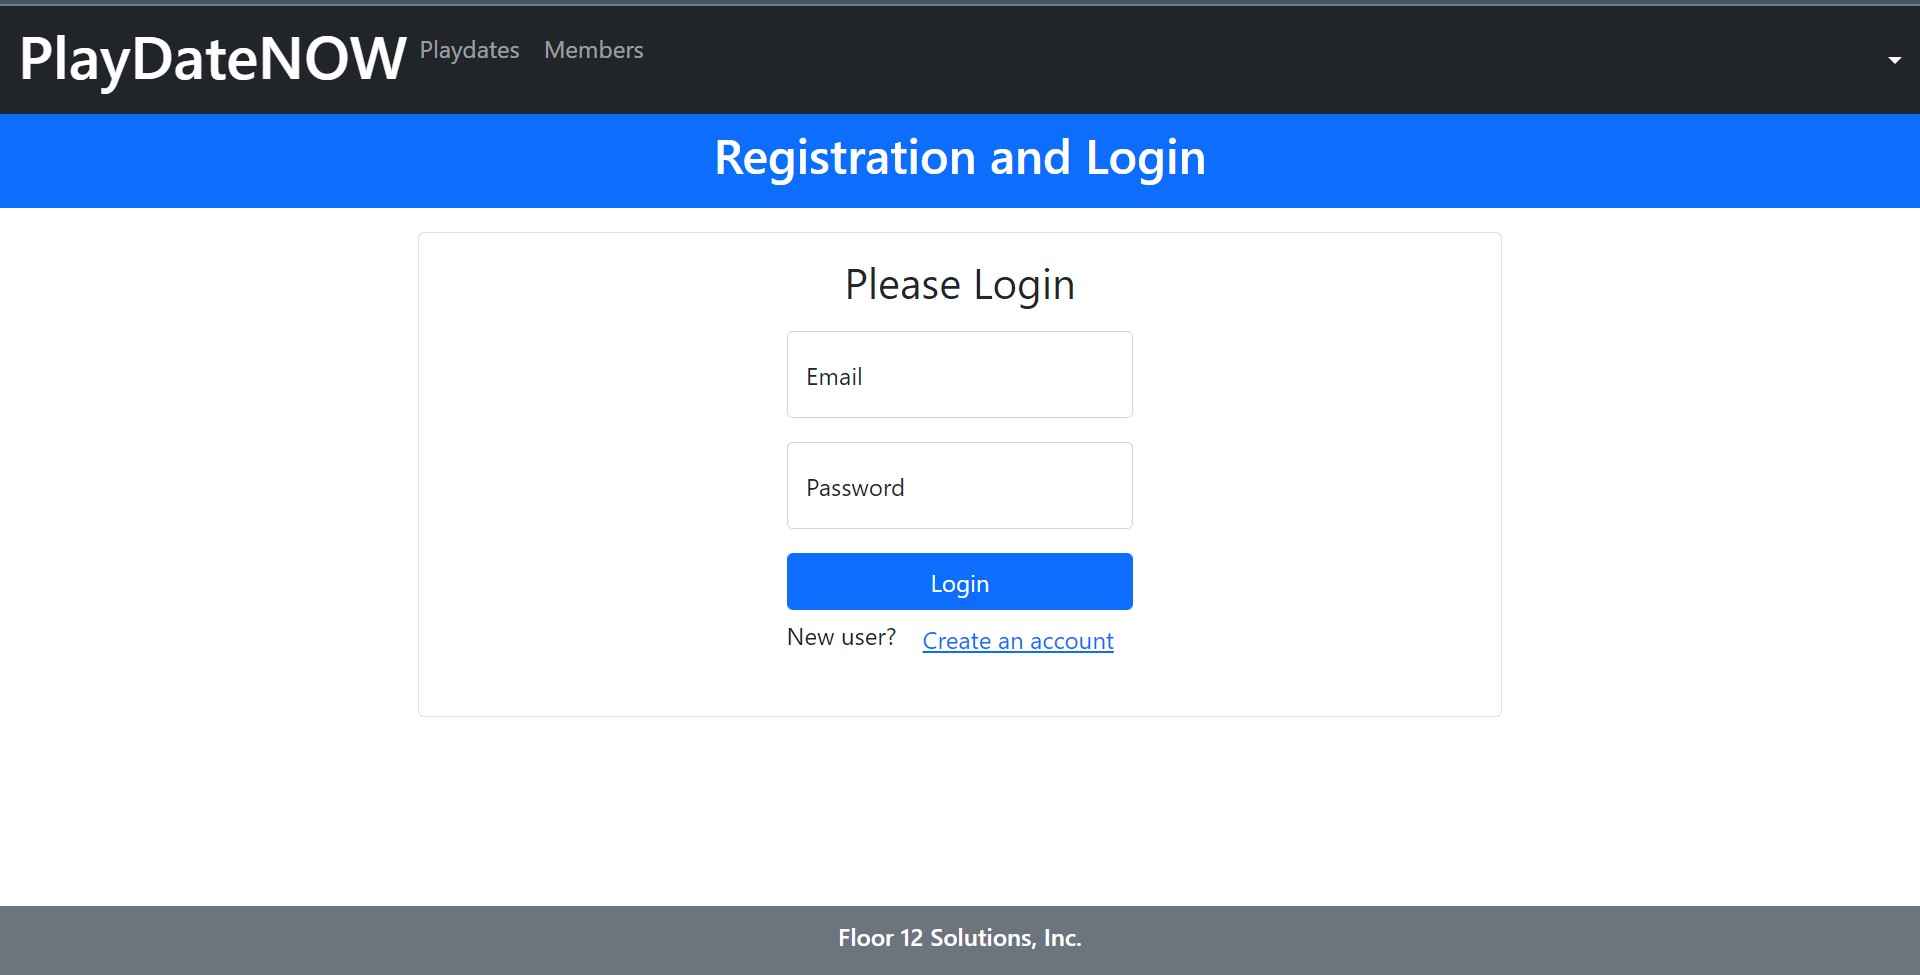 PlayDateNOW Playdates Members
Registration and Login
Please Login
Email
Password
Login
New user? Create an account
Floor 12 Solutions, Inc.